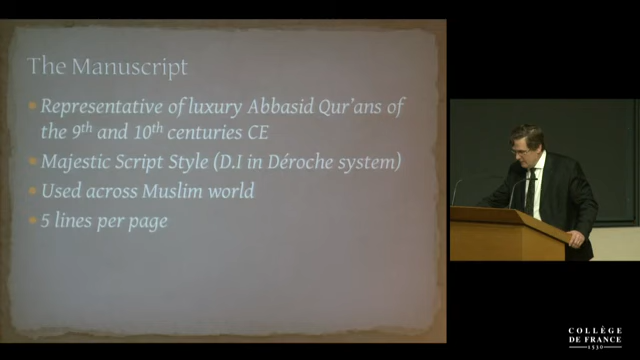 The Manuscript
Representative of luxury Abbasid Qur'ans of
the 9th and 10th centuries CE
Majestic Script Style (D.I in Déroche system)
Used across Muslim world
5 lines per page
COLLÈGE
DE FRANCE
1530